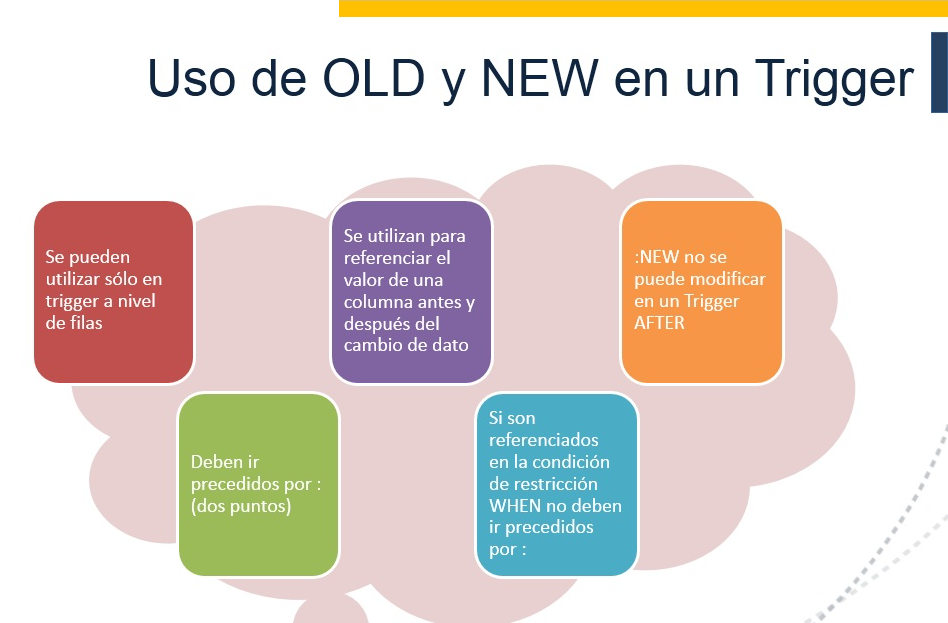 Uso de OLD y NEW en un Trigger
Se pueden
utilizar sólo en
trigger a nivel
de filas
Deben ir
precedidos por :
(dos puntos)
Se utilizan para
referenciar el
valor de una
columna antes y
después del
cambio de dato
Si son
referenciados
en la condición
de restricción
WHEN no deben
ir precedidos
por :
:NEW no se
puede modificar
en un Trigger
AFTER